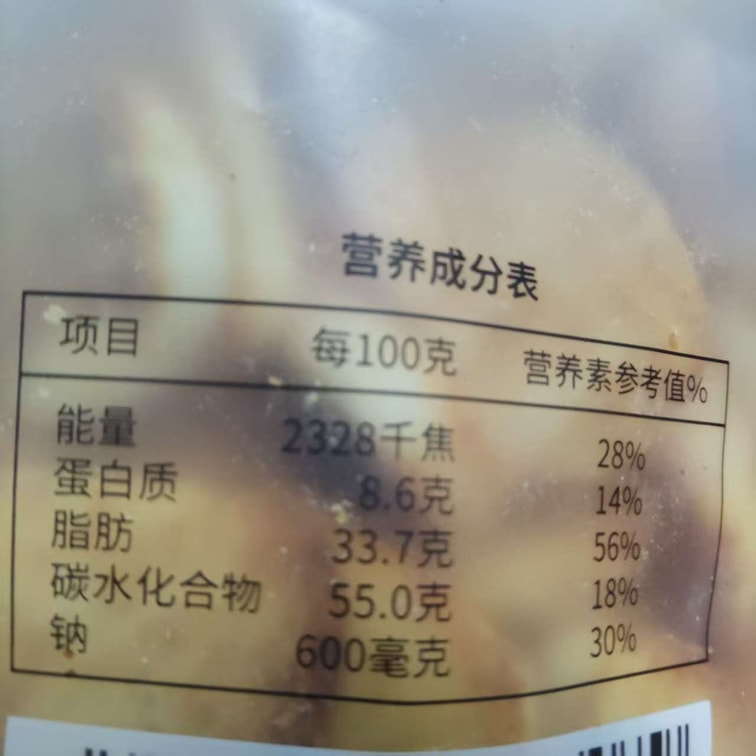 营养成分表
项目 每100克 营养素参考值%
能量 2328千焦 28%
蛋白质 8.6克 14%
脂肪 33.7克 56%
碳水化合物 55.0克 18%
钠 600毫克 30%